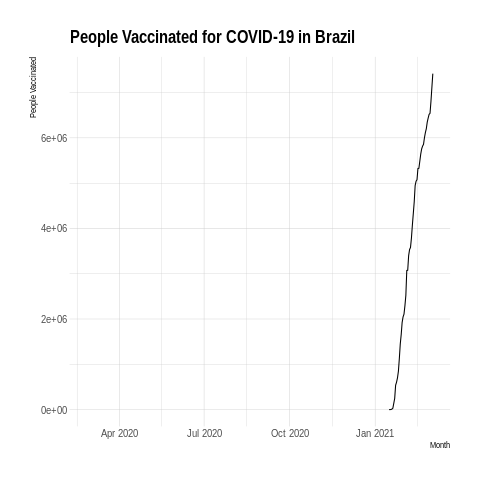 People Vaccinated for COVID-19 in Brazil
People Vaccinated
6e+06
4e+06
2e+06
0e+00
Apr 2020 Jul 2020 Oct 2020 Jan 2021
Month